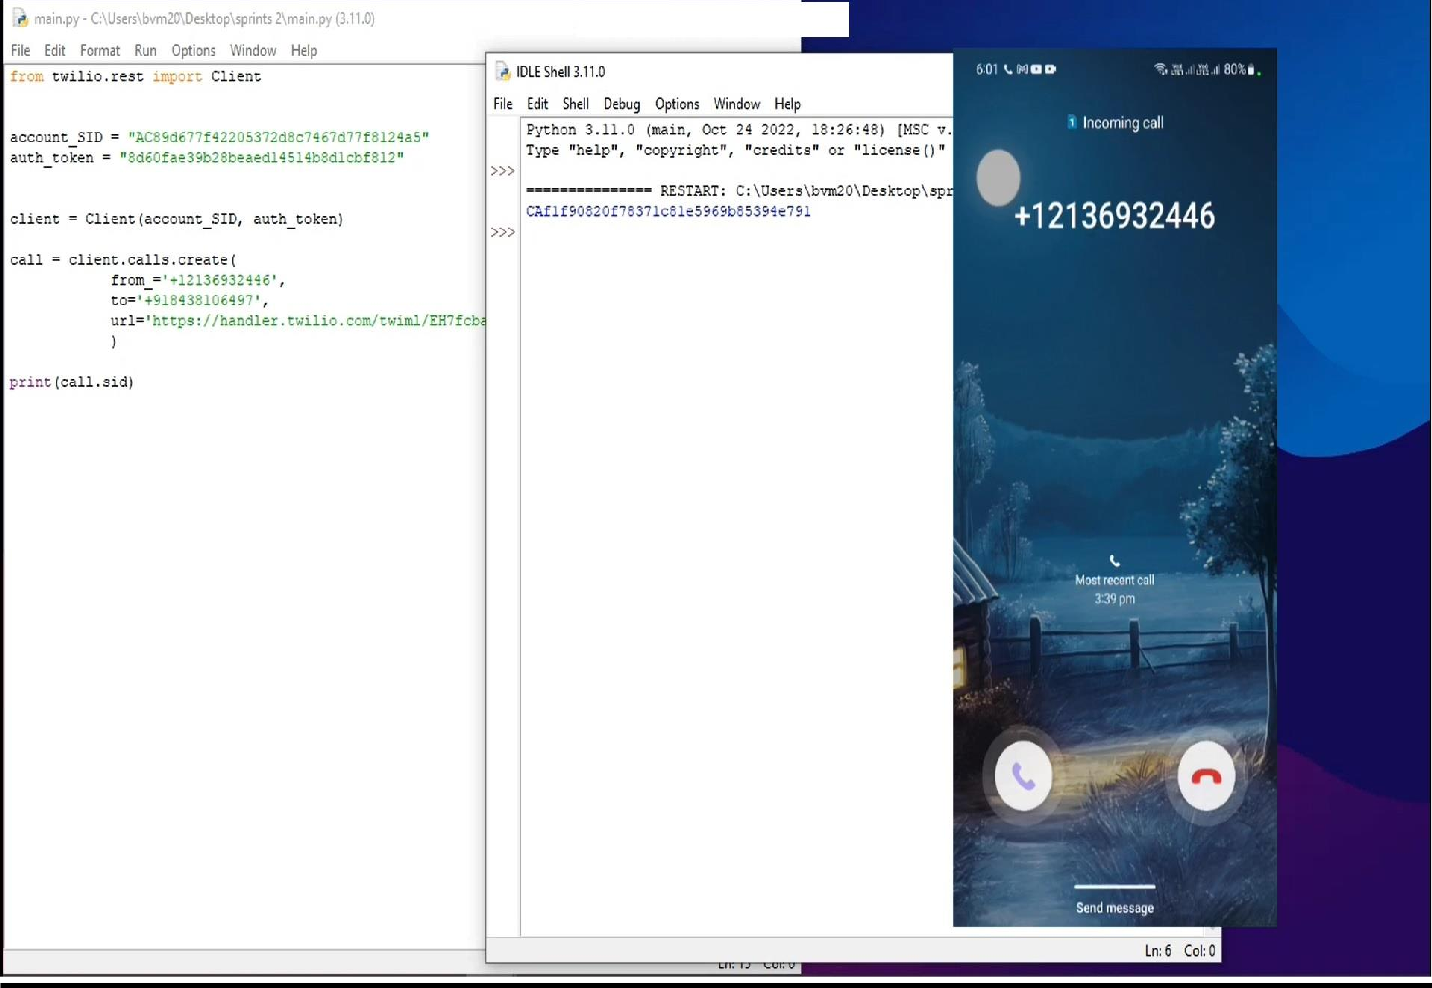 main.py - C:\Users\bvm20\Desktop\sprints 2\main.py (3.11.0)
File Edit Format Run Options Window Help
from twilio.rest import Client
account_SID = "AC89d677f42205372d8c7467d77f8124a5"
auth_token = "8d60fae39b28beaed14514b8d1cbf812"
client = Client(account_SID, auth_token)
call = client.calls.create(
from_='+12136932446',
to='+918438106497',
url='https://handler.twilio.com/twiml/EH7fcba
)
print(call.sid)
IDLE Shell 3.11.0
File Edit Shell Debug Options Window Help
Python 3.11.0 (main, Oct 24 2022, 18:26:48) [MSC v.
Type "help", "copyright", "credits" or "license()"
>>>
=============== RESTART: C:\Users\bvm20\Desktop\spr
CAf1f90820f78371c81e5969b85394e791
>>>
Ln: 6 Col: 0
6:01 80%
1 Incoming call
+12136932446
Most recent call
3:39 pm
Send message